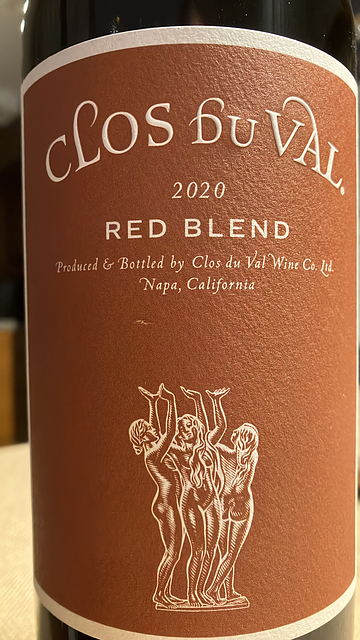 CLOS DU VAL.
2020
RED BLEND
Produced & Bottled by Clos du Val Wine Co. Ltd.
Napa, California